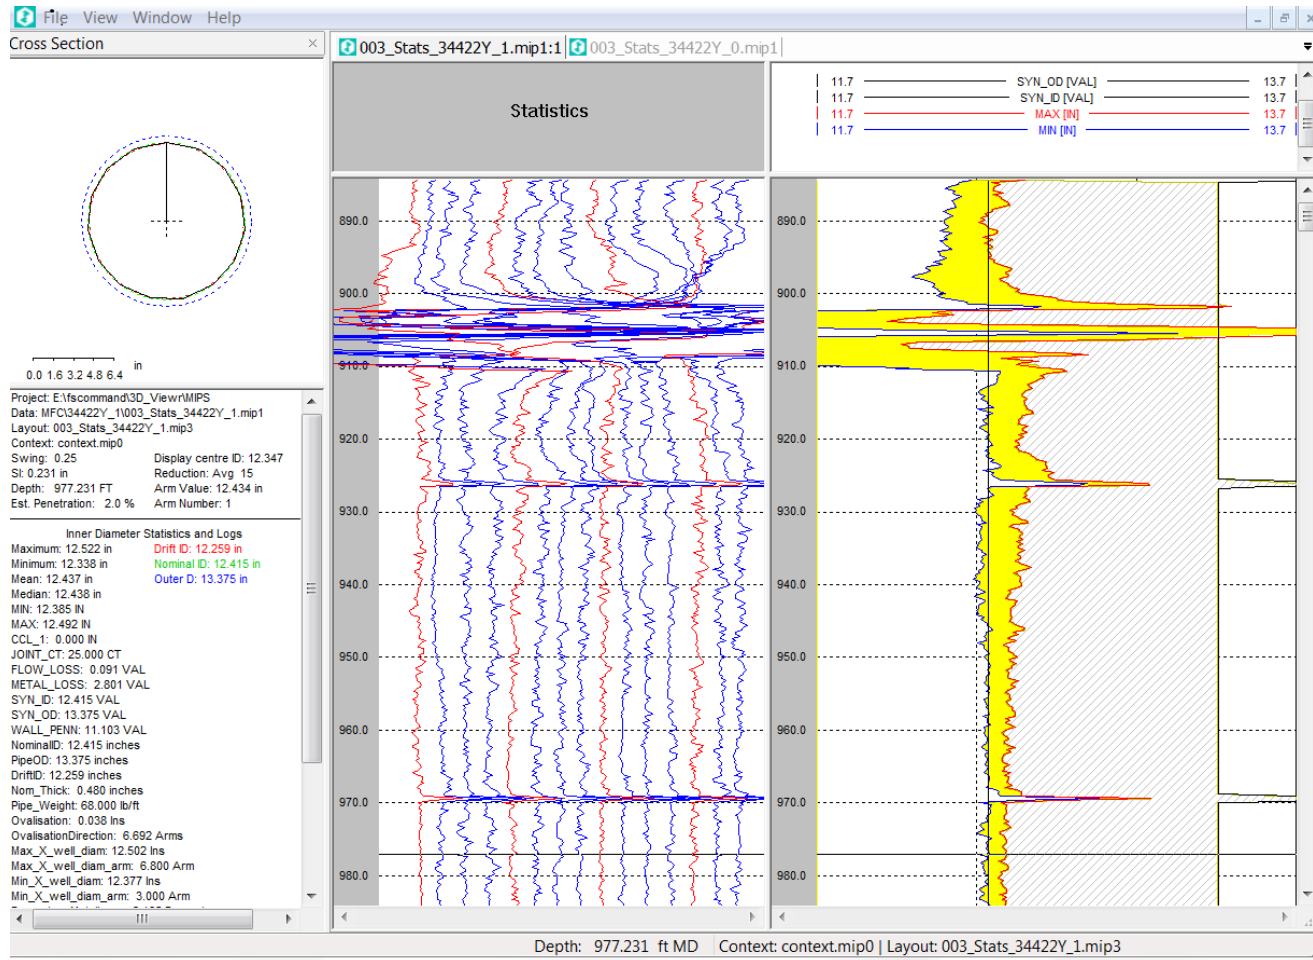 File View Window Help
Cross Section
003_Stats_34422Y_1.mip1:1 003_Stats_34422Y_0.mip1
Statistics
11.7 SYN_OD [VAL] 13.7
11.7 SYN_ID [VAL] 13.7
11.7 MAX [IN] 13.7
11.7 MIN [IN] 13.7
in
0.0 1.6 3.2 4.8 6.4
Project: E:\fscommand\3D_Viewr\MIPS
Data: MFC\34422Y_1\003_Stats_34422Y_1.mip1
Layout: 003_Stats_34422Y_1.mip3
Context: context.mip0
Swing: 0.25 Display centre ID: 12.347
SI: 0.231 in Reduction: Avg 15
Depth: 977.231 FT Arm Value: 12.434 in
Est. Penetration: 2.0 % Arm Number: 1
Inner Diameter Statistics and Logs
Maximum: 12.522 in Drift ID: 12.259 in
Minimum: 12.338 in Nominal ID: 12.415 in
Mean: 12.437 in Outer D: 13.375 in
Median: 12.438 in
MIN: 12.385 IN
MAX: 12.492 IN
CCL_1: 0.000 IN
JOINT_CT: 25.000 CT
FLOW_LOSS: 0.091 VAL
METAL_LOSS: 2.801 VAL
SYN_ID: 12.415 VAL
SYN_OD: 13.375 VAL
WALL_PENN: 11.103 VAL
NominalID: 12.415 inches
PipeOD: 13.375 inches
DriftID: 12.259 inches
Nom_Thick: 0.480 inches
Pipe_Weight: 68.000 lb/ft
Ovalisation: 0.038 Ins
OvalisationDirection: 6.692 Arms
Max_X_well_diam: 12.502 Ins
Max_X_well_diam_arm: 6.800 Arm
Min_X_well_diam: 12.377 Ins
Min_X_well_diam_arm: 3.000 Arm
890.0 890.0
900.0 900.0
910.0 910.0
920.0 920.0
930.0 930.0
940.0 940.0
950.0 950.0
960.0 960.0
970.0 970.0
980.0 980.0
Depth: 977.231 ft MD Context: context.mip0 | Layout: 003_Stats_34422Y_1.mip3